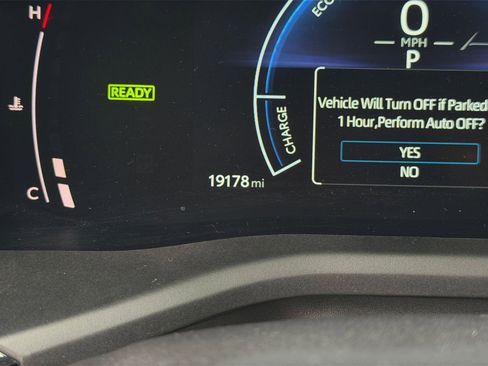 H
ECO
0
MPH
P
READY
Vehicle Will Turn OFF if Parked
1 Hour,Perform Auto OFF?
CHARGE
YES
NO
19178 mi
C